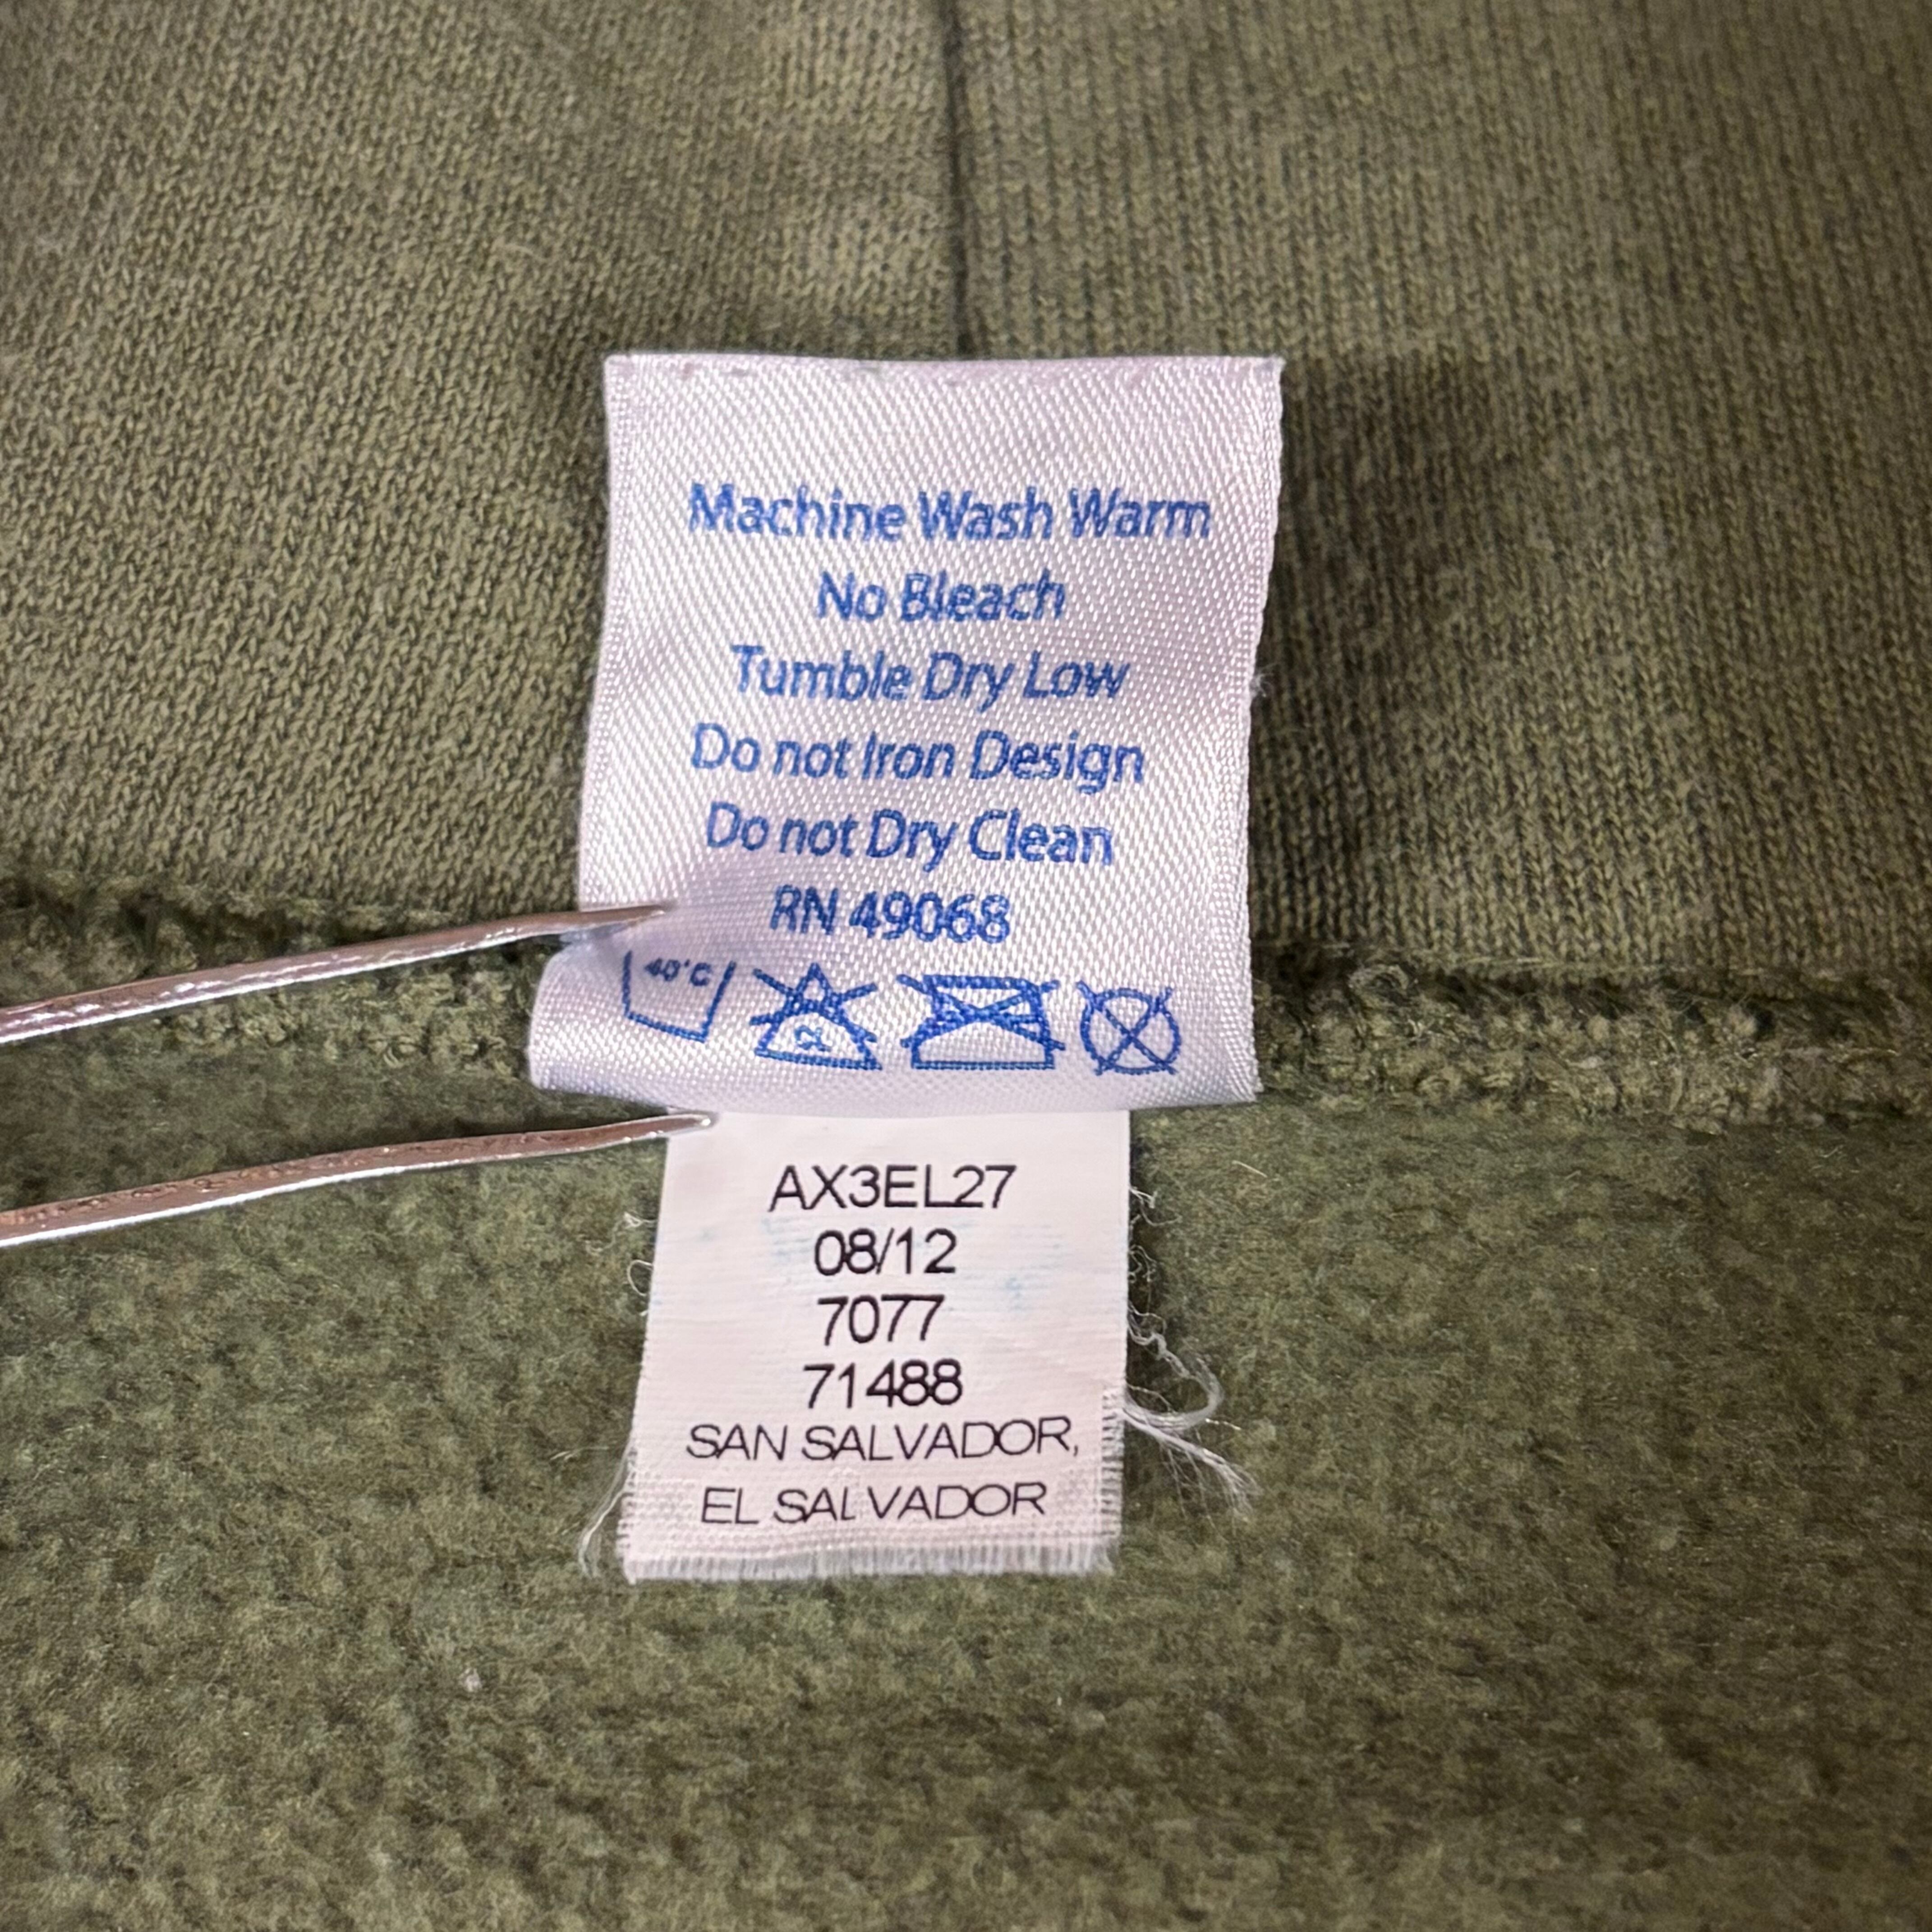 Machine Wash Warm
No Bleach
Tumble Dry Low
Do not Iron Design
Do not Dry Clean
RN 49068
40°C
AX3EL27
08/12
7077
71488
SAN SALVADOR,
EL SALVADOR